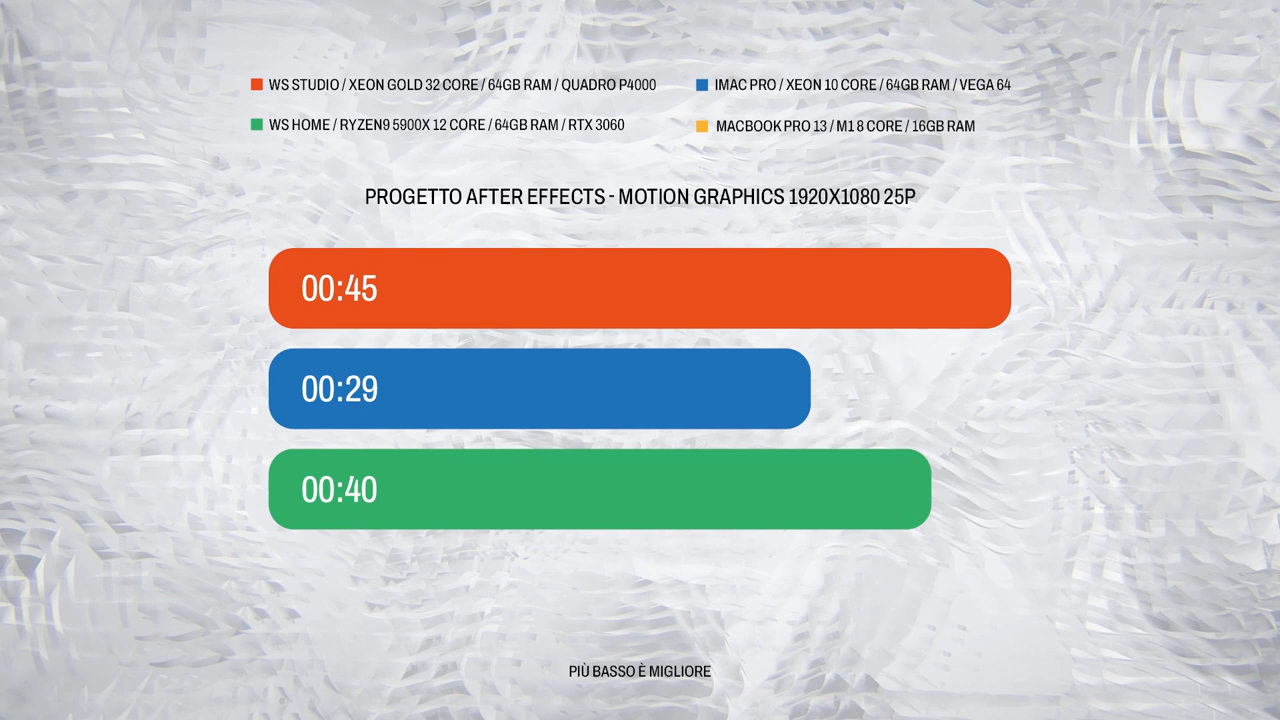 WS STUDIO / XEON GOLD 32 CORE / 64GB RAM / QUADRO P4000
IMAC PRO / XEON 10 CORE / 64GB RAM / VEGA 64
WS HOME / RYZEN9 5900X 12 CORE / 64GB RAM / RTX 3060
MACBOOK PRO 13 / M1 8 CORE / 16GB RAM
PROGETTO AFTER EFFECTS - MOTION GRAPHICS 1920X1080 25P
00:45
00:29
00:40
PIÙ BASSO È MIGLIORE